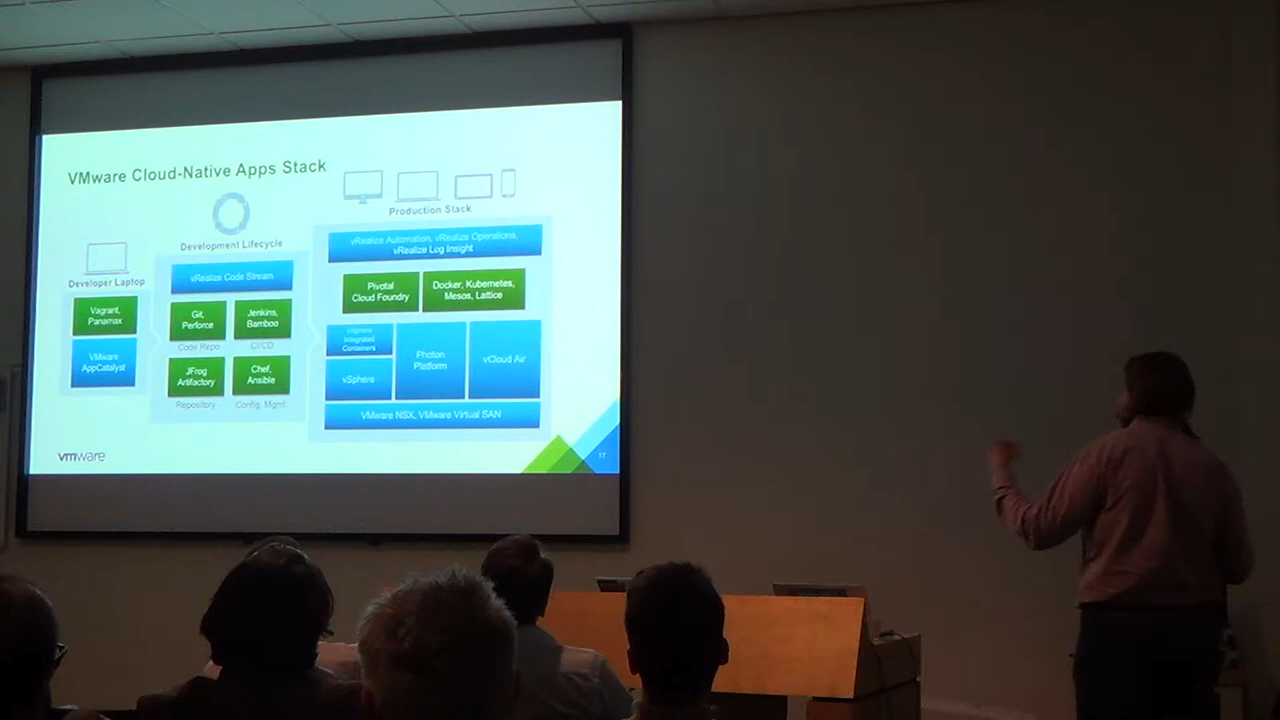 VMware Cloud-Native Apps Stack
Developer Laptop
Vagrant,
Panamax
VMware
AppCatalyst
Development Lifecycle
vRealize Code Stream
Git,
Perforce
Code Repo
Jenkins,
Bamboo
CI/CD
JFrog
Artifactory
Repository
Chef,
Ansible
Config. Mgmt.
Production Stack
vRealize Automation, vRealize Operations,
vRealize Log Insight
Pivotal
Cloud Foundry
Docker, Kubernetes,
Mesos, Lattice
vSphere
Integrated
Containers
vSphere
Photon
Platform
vCloud Air
VMware NSX, VMware Virtual SAN
vmware
17